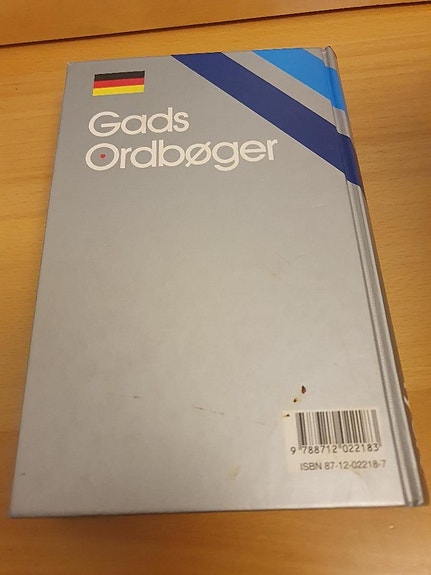 Gads
Ordbøger
9 788712 022183
ISBN 87-12-02218-7